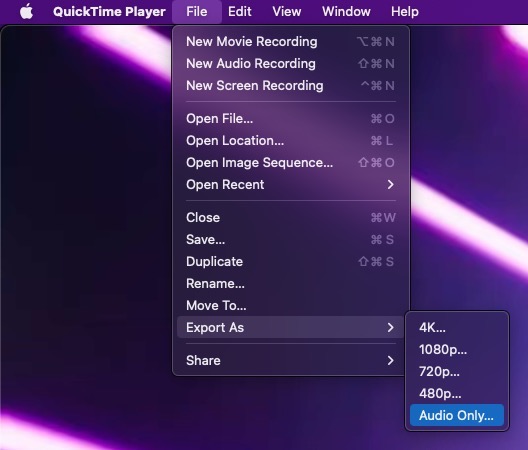 QuickTime Player File Edit View Window Help
New Movie Recording ⌥⌘N
New Audio Recording ⇧⌘N
New Screen Recording ^⌘N
Open File... ⌘O
Open Location... ⌘L
Open Image Sequence... ⇧⌘O
Open Recent
Close ⌘W
Save... ⌘S
Duplicate ⇧⌘S
Rename...
Move To...
Export As
Share
4K...
1080p...
720p...
480p...
Audio Only...